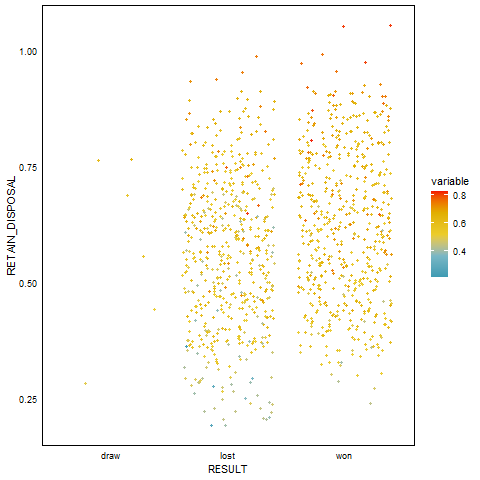 1.00
0.75
0.50
0.25
RETAIN_DISPOSAL
draw
lost
won
RESULT
variable
0.8
0.6
0.4